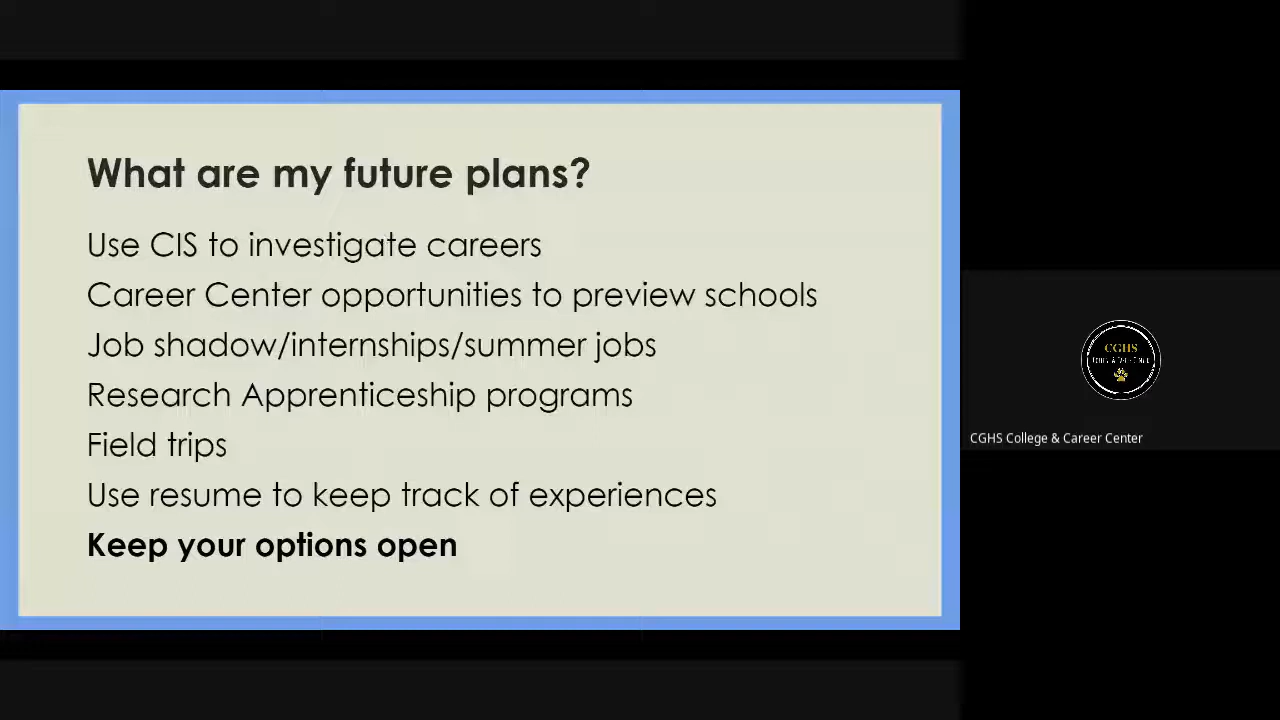 What are my future plans?
Use CIS to investigate careers
Career Center opportunities to preview schools
Job shadow/internships/summer jobs
Research Apprenticeship programs
Field trips
Use resume to keep track of experiences
Keep your options open
CGHS
CGHS College & Career Center